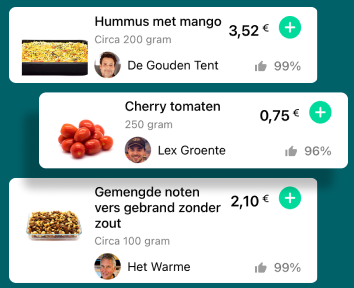 Hummus met mango
3,52 €
Circa 200 gram
De Gouden Tent
99%
Cherry tomaten
0,75 €
250 gram
Lex Groente
96%
Gemengde noten
vers gebrand zonder
zout
2,10 €
Circa 100 gram
Het Warme
99%